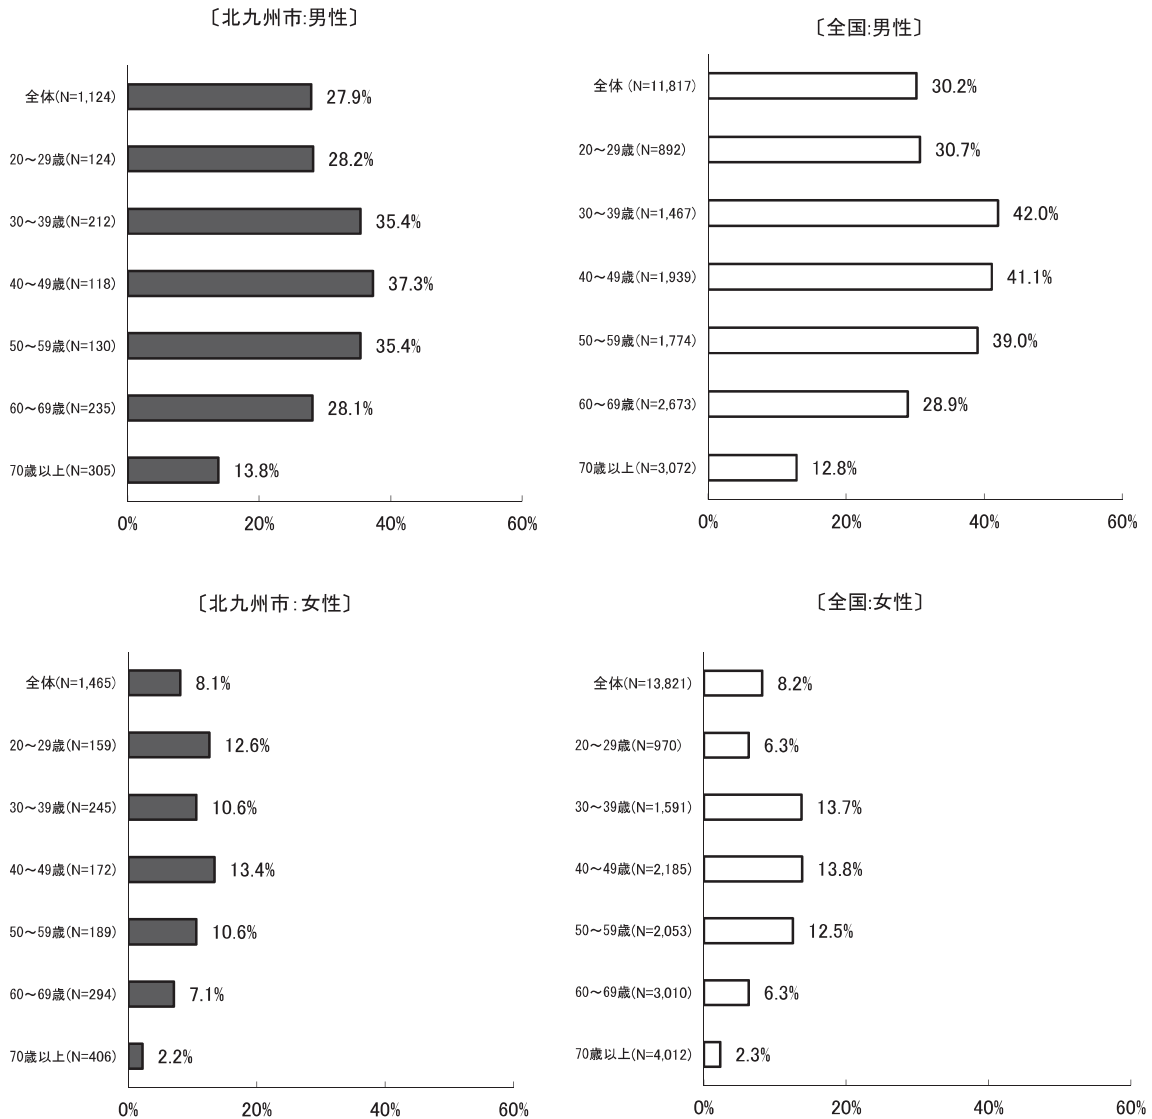 〔北九州市:男性〕
全体(N=1,124) 27.9%
20～29歳(N=124) 28.2%
30～39歳(N=212) 35.4%
40～49歳(N=118) 37.3%
50～59歳(N=130) 35.4%
60～69歳(N=235) 28.1%
70歳以上(N=305) 13.8%
0% 20% 40% 60%
〔全国:男性〕
全体 (N=11,817) 30.2%
20～29歳(N=892) 30.7%
30～39歳(N=1,467) 42.0%
40～49歳(N=1,939) 41.1%
50～59歳(N=1,774) 39.0%
60～69歳(N=2,673) 28.9%
70歳以上(N=3,072) 12.8%
0% 20% 40% 60%
〔北九州市:女性〕
全体(N=1,465) 8.1%
20～29歳(N=159) 12.6%
30～39歳(N=245) 10.6%
40～49歳(N=172) 13.4%
50～59歳(N=189) 10.6%
60～69歳(N=294) 7.1%
70歳以上(N=406) 2.2%
0% 20% 40% 60%
〔全国:女性〕
全体(N=13,821) 8.2%
20～29歳(N=970) 6.3%
30～39歳(N=1,591) 13.7%
40～49歳(N=2,185) 13.8%
50～59歳(N=2,053) 12.5%
60～69歳(N=3,010) 6.3%
70歳以上(N=4,012) 2.3%
0% 20% 40% 60%